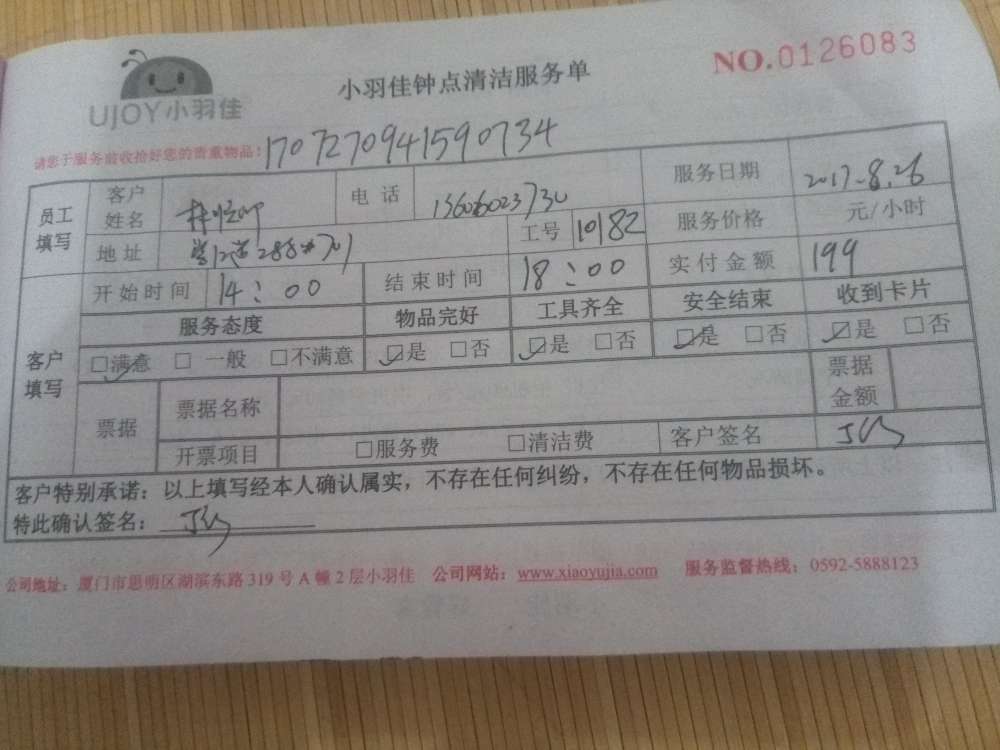 UJOY小羽佳
小羽佳钟点清洁服务单
NO.0126083
请您于服务前收拾好您的贵重物品!
170727094159 0734
员工填写
客户姓名
电话
服务日期 2017.8.26
地址 288#701
工号 10182
服务价格 元/小时
客户填写
开始时间 14:00
结束时间 18:00
实付金额 199
服务态度 物品完好 工具齐全 安全结束 收到卡片
□满意 □一般 □不满意 □是 □否 □是 □否 □是 □否 □是 □否
票据
票据名称
票据金额
开票项目 □服务费 □清洁费 客户签名
客户特别承诺:以上填写经本人确认属实,不存在任何纠纷,不存在任何物品损坏。
特此确认签名:
公司地址:厦门市思明区湖滨东路319号A幢2层小羽佳 公司网站:www.xiaoyujia.com 服务监督热线:0592-5888123